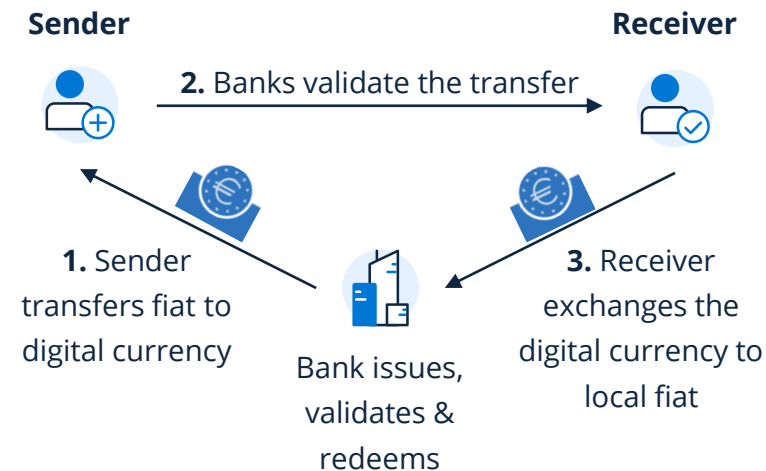 Sender
Receiver
2. Banks validate the transfer
1. Sender
transfers fiat to
digital currency
Bank issues,
validates &
redeems
3. Receiver
exchanges the
digital currency to
local fiat